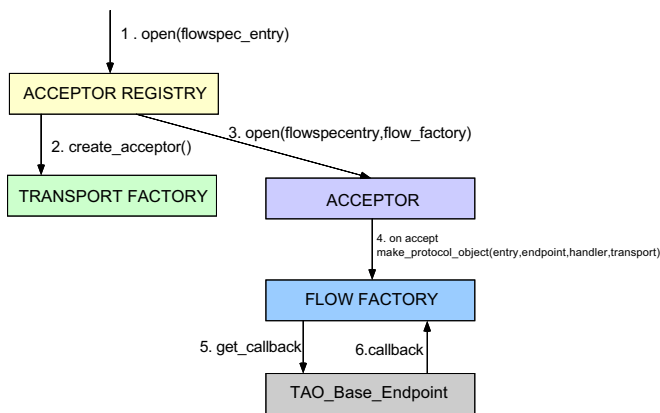 1 . open(flowspec_entry)
ACCEPTOR REGISTRY
3. open(flowspecentry,flow_factory)
2. create_acceptor()
TRANSPORT FACTORY
ACCEPTOR
4. on accept
make_protocol_object(entry,endpoint,handler,transport)
FLOW FACTORY
5. get_callback
6.callback
TAO_Base_Endpoint